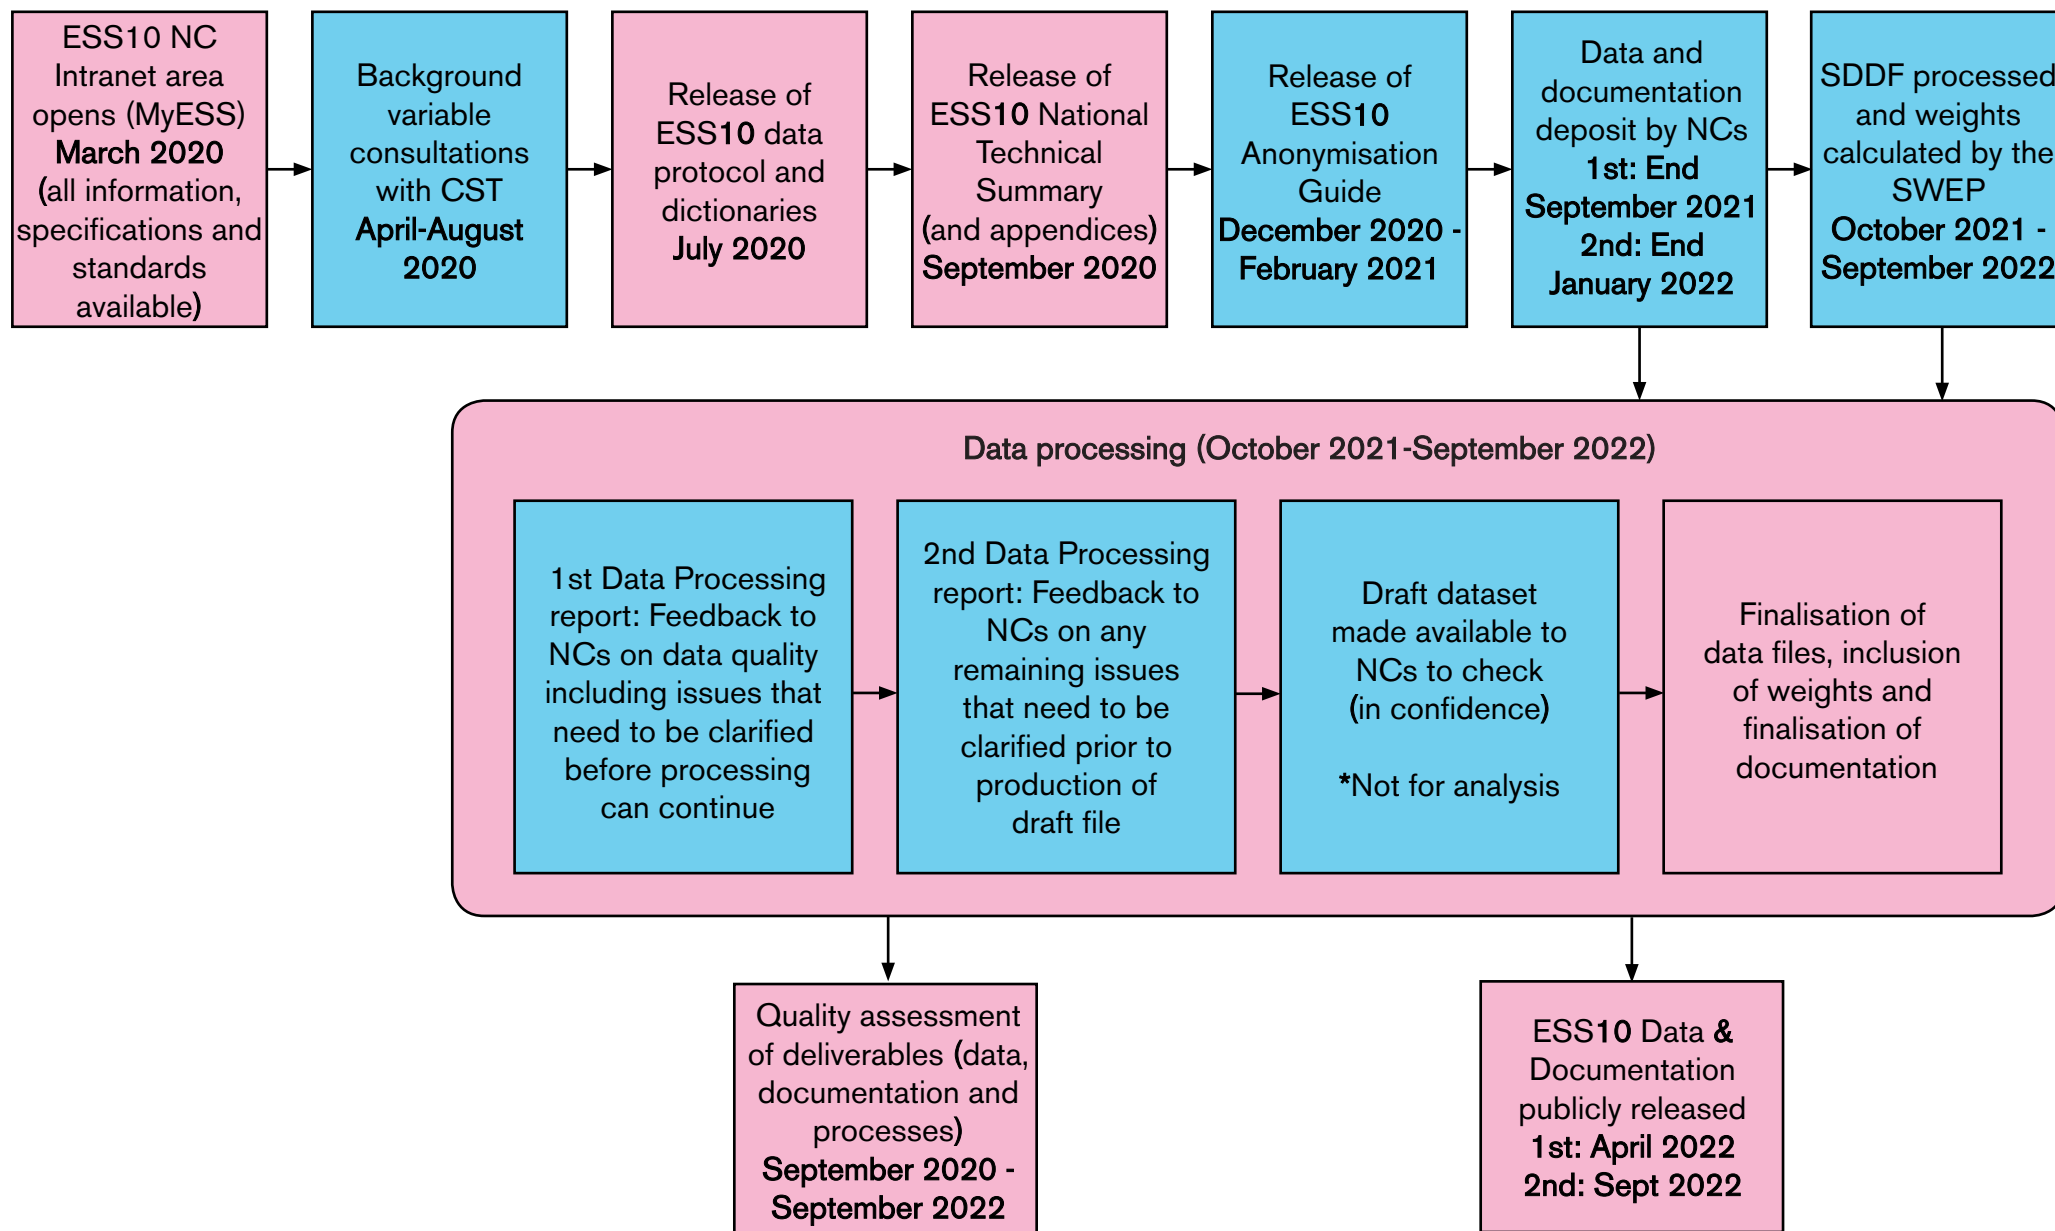 ESS10 NC
Intranet area
opens (MyESS)
March 2020
(all information,
specifications and
standards
available)
Background
variable
consultations
with CST
April-August
2020
Release of
ESS10 data
protocol and
dictionaries
July 2020
Release of
ESS10 National
Technical
Summary
(and appendices)
September 2020
Release of
ESS10
Anonymisation
Guide
December 2020 -
February 2021
Data and
documentation
deposit by NCs
1st: End
September 2021
2nd: End
January 2022
SDDF processed
and weights
calculated by the
SWEP
October 2021 -
September 2022
Data processing (October 2021-September 2022)
1st Data Processing
report: Feedback to
NCs on data quality
including issues that
need to be clarified
before processing
can continue
2nd Data Processing
report: Feedback to
NCs on any
remaining issues
that need to be
clarified prior to
production of
draft file
Draft dataset
made available to
NCs to check
(in confidence)
*Not for analysis
Finalisation of
data files, inclusion
of weights and
finalisation of
documentation
Quality assessment
of deliverables (data,
documentation and
processes)
September 2020 -
September 2022
ESS10 Data &
Documentation
publicly released
1st: April 2022
2nd: Sept 2022